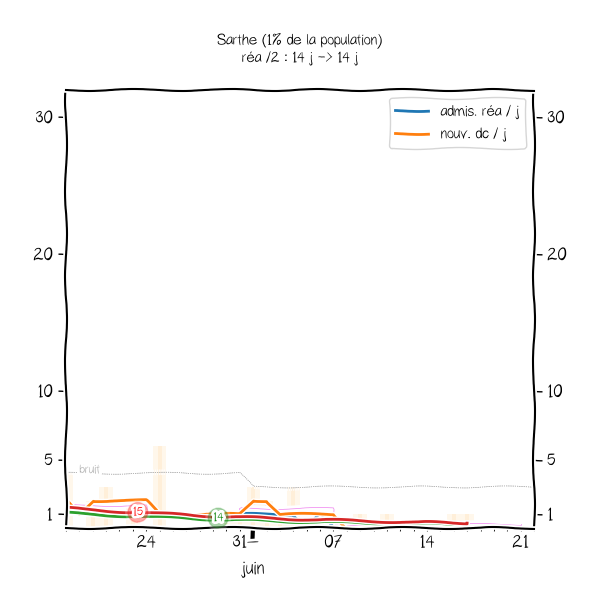 Sarthe (1% de la population)
réa /2 : 14 j -> 14 j
admis. réa / j
nouv. dc / j
30
30
20
20
10
10
5
5
bruit
15
14
1
1
24
31
07
14
21
juin